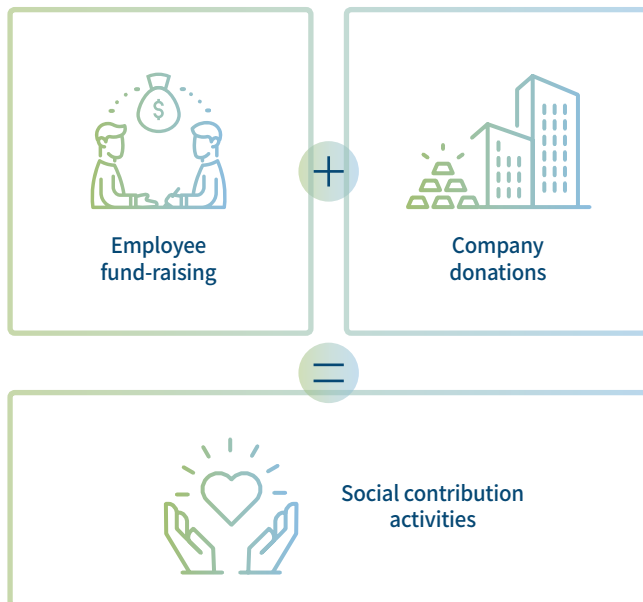 $
+
Employee
fund-raising
Company
donations
=
Social contribution
activities